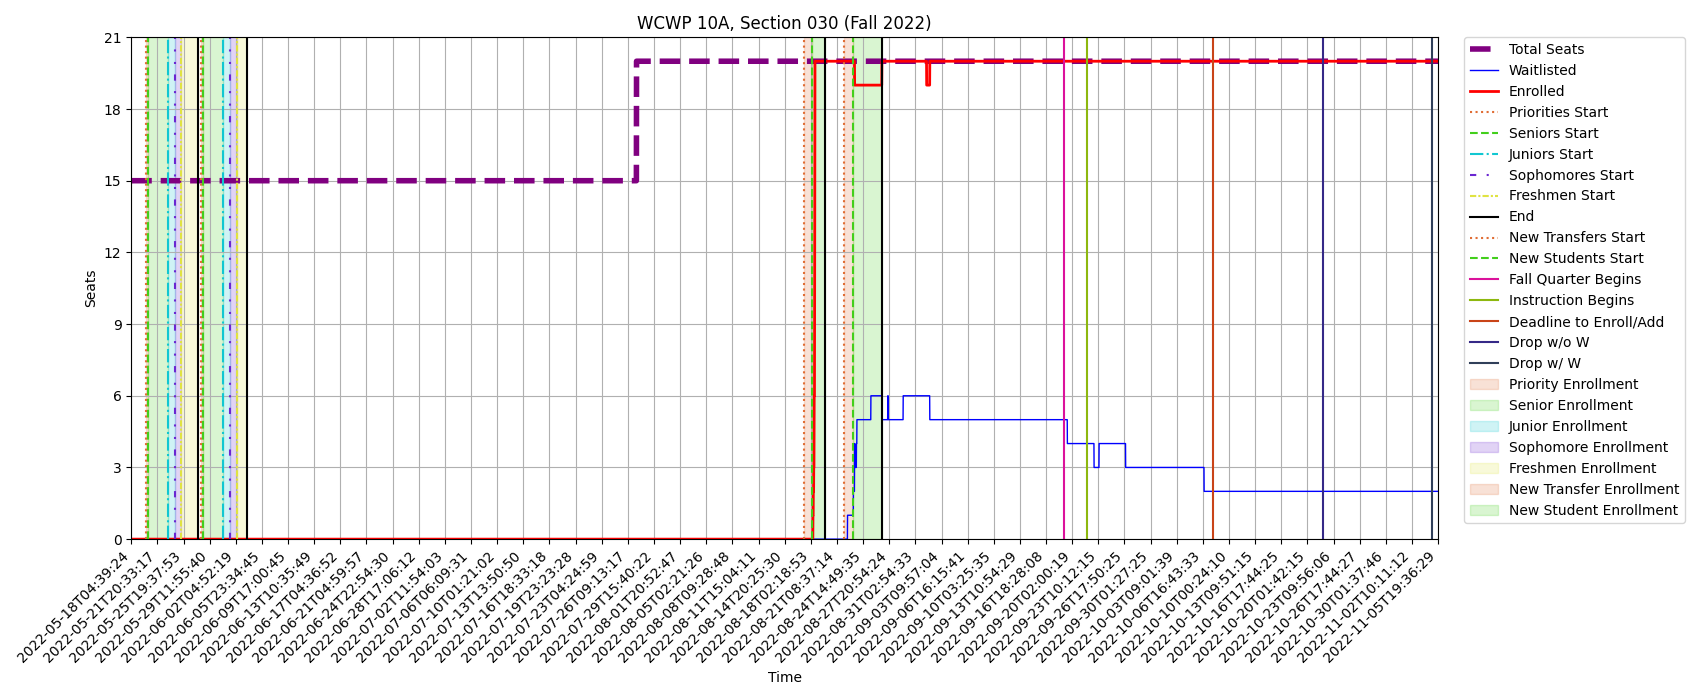 WCWP 10A, Section 030 (Fall 2022)
21
18
15
12
9
6
3
0
Seats
2022-05-18T04:39:24
2022-05-21T20:33:17
2022-05-25T19:37:53
2022-05-29T11:55:40
2022-06-02T04:52:19
2022-06-05T23:34:45
2022-06-09T17:00:45
2022-06-13T10:35:49
2022-06-17T04:36:52
2022-06-21T04:59:57
2022-06-24T22:54:30
2022-06-28T17:06:12
2022-07-02T11:54:03
2022-07-06T06:09:31
2022-07-10T01:21:02
2022-07-13T13:50:50
2022-07-16T18:33:18
2022-07-19T23:23:28
2022-07-23T04:24:59
2022-07-26T09:13:17
2022-07-29T15:40:22
2022-08-01T20:52:47
2022-08-05T02:21:26
2022-08-08T09:28:48
2022-08-11T15:04:11
2022-08-14T20:25:30
2022-08-18T02:18:53
2022-08-21T08:37:14
2022-08-24T14:49:35
2022-08-27T20:54:24
2022-08-31T02:54:33
2022-09-03T09:57:04
2022-09-06T16:15:41
2022-09-10T03:25:35
2022-09-13T10:54:29
2022-09-16T18:28:08
2022-09-20T02:00:19
2022-09-23T10:12:15
2022-09-26T17:50:25
2022-09-30T01:27:25
2022-10-03T09:01:39
2022-10-06T16:43:33
2022-10-10T00:24:10
2022-10-13T09:51:15
2022-10-16T17:44:25
2022-10-20T01:42:15
2022-10-23T09:56:06
2022-10-26T17:44:27
2022-10-30T01:37:46
2022-11-02T10:11:12
2022-11-05T19:36:29
Time
Total Seats
Waitlisted
Enrolled
Priorities Start
Seniors Start
Juniors Start
Sophomores Start
Freshmen Start
End
New Transfers Start
New Students Start
Fall Quarter Begins
Instruction Begins
Deadline to Enroll/Add
Drop w/o W
Drop w/ W
Priority Enrollment
Senior Enrollment
Junior Enrollment
Sophomore Enrollment
Freshmen Enrollment
New Transfer Enrollment
New Student Enrollment